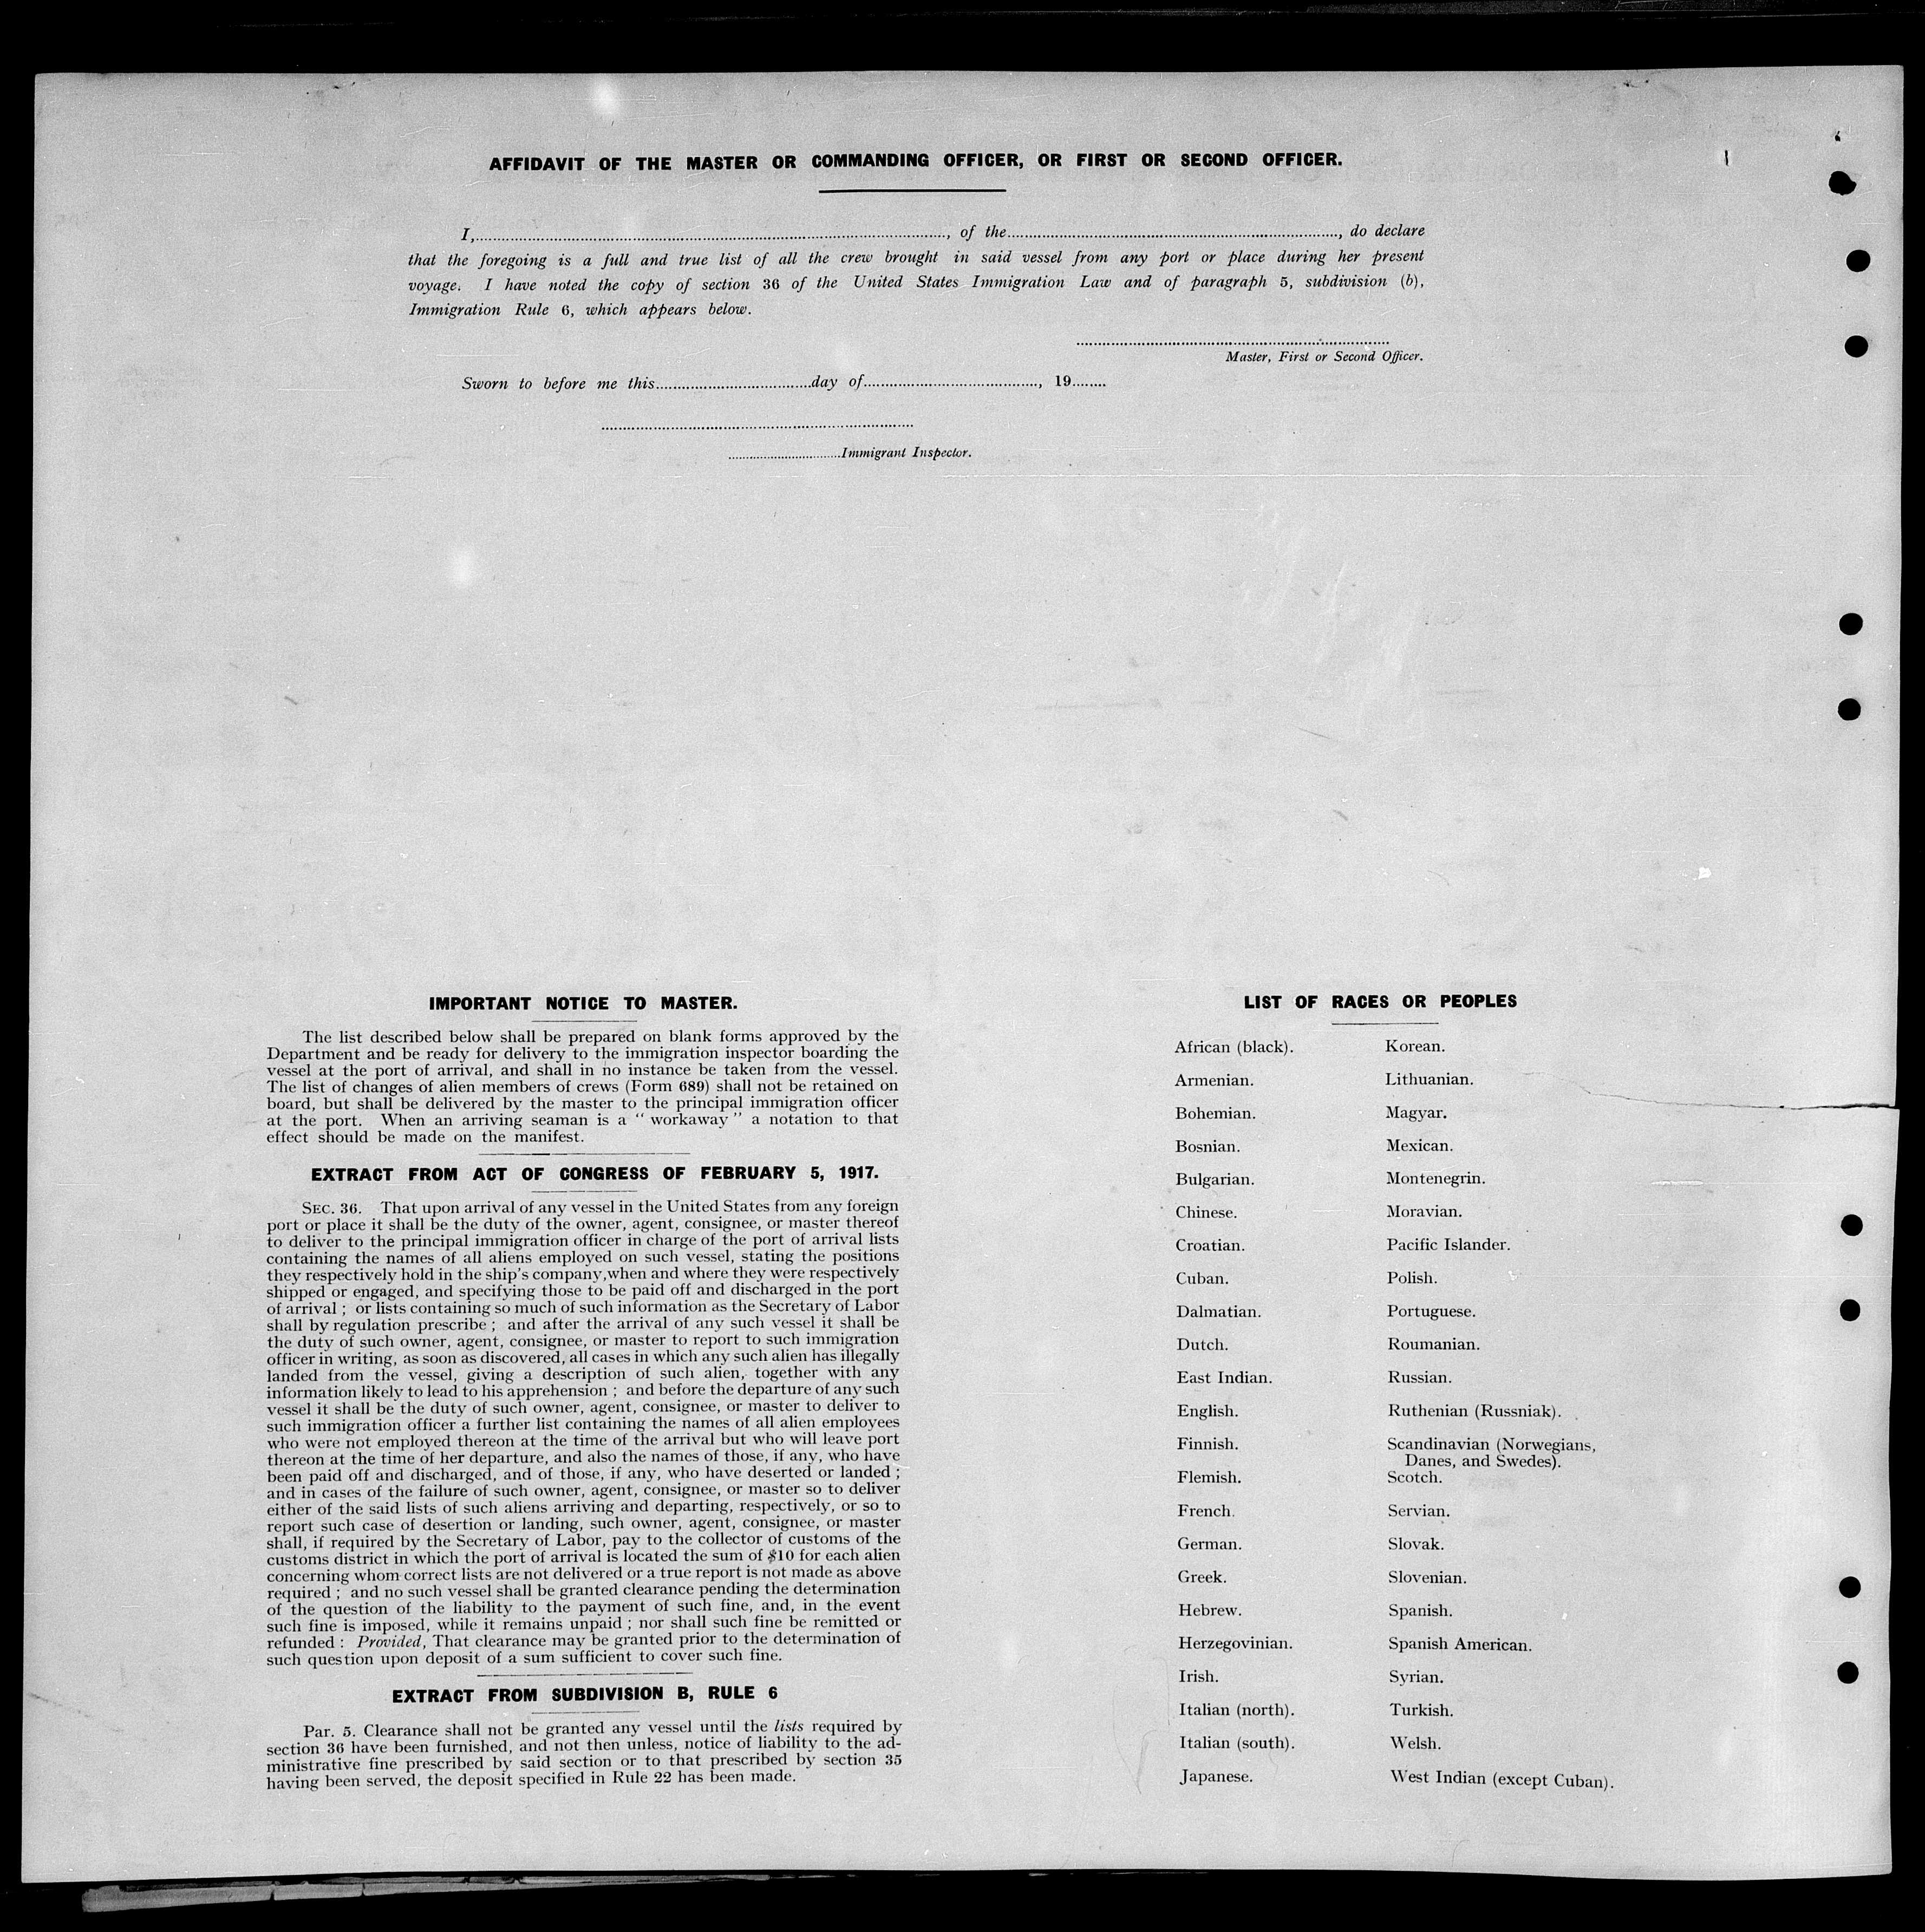 AFFIDAVIT OF THE MASTER OR COMMANDING OFFICER, OR FIRST OR SECOND OFFICER.
I,............................................................, of the............................................................, do declare
that the foregoing is a full and true list of all the crew brought in said vessel from any port or place during her present
voyage. I have noted the copy of section 36 of the United States Immigration Law and of paragraph 5, subdivision (b),
Immigration Rule 6, which appears below.
Master, First or Second Officer.
Sworn to before me this..............................day of.............................., 19........
..............................Immigrant Inspector.
IMPORTANT NOTICE TO MASTER.
The list described below shall be prepared on blank forms approved by the
Department and be ready for delivery to the immigration inspector boarding the
vessel at the port of arrival, and shall in no instance be taken from the vessel.
The list of changes of alien members of crews (Form 689) shall not be retained on
board, but shall be delivered by the master to the principal immigration officer
at the port. When an arriving seaman is a " workaway " a notation to that
effect should be made on the manifest.
EXTRACT FROM ACT OF CONGRESS OF FEBRUARY 5, 1917.
SEC. 36. That upon arrival of any vessel in the United States from any foreign
port or place it shall be the duty of the owner, agent, consignee, or master thereof
to deliver to the principal immigration officer in charge of the port of arrival lists
containing the names of all aliens employed on such vessel, stating the positions
they respectively hold in the ship's company,when and where they were respectively
shipped or engaged, and specifying those to be paid off and discharged in the port
of arrival ; or lists containing so much of such information as the Secretary of Labor
shall by regulation prescribe ; and after the arrival of any such vessel it shall be
the duty of such owner, agent, consignee, or master to report to such immigration
officer in writing, as soon as discovered, all cases in which any such alien has illegally
landed from the vessel, giving a description of such alien, together with any
information likely to lead to his apprehension ; and before the departure of any such
vessel it shall be the duty of such owner, agent, consignee, or master to deliver to
such immigration officer a further list containing the names of all alien employees
who were not employed thereon at the time of the arrival but who will leave port
thereon at the time of her departure, and also the names of those, if any, who have
been paid off and discharged, and of those, if any, who have deserted or landed ;
and in cases of the failure of such owner, agent, consignee, or master so to deliver
either of the said lists of such aliens arriving and departing, respectively, or so to
report such case of desertion or landing, such owner, agent, consignee, or master
shall, if required by the Secretary of Labor, pay to the collector of customs of the
customs district in which the port of arrival is located the sum of $10 for each alien
concerning whom correct lists are not delivered or a true report is not made as above
required ; and no such vessel shall be granted clearance pending the determination
of the question of the liability to the payment of such fine, and, in the event
such fine is imposed, while it remains unpaid ; nor shall such fine be remitted or
refunded : Provided, That clearance may be granted prior to the determination of
such question upon deposit of a sum sufficient to cover such fine.
EXTRACT FROM SUBDIVISION B, RULE 6
Par. 5. Clearance shall not be granted any vessel until the lists required by
section 36 have been furnished, and not then unless, notice of liability to the ad-
ministrative fine prescribed by said section or to that prescribed by section 35
having been served, the deposit specified in Rule 22 has been made.
LIST OF RACES OR PEOPLES
African (black).
Armenian.
Bohemian.
Bosnian.
Bulgarian.
Chinese.
Croatian.
Cuban.
Dalmatian.
Dutch.
East Indian.
English.
Finnish.
Flemish.
French.
German.
Greek.
Hebrew.
Herzegovinian.
Irish.
Italian (north).
Italian (south).
Japanese.
Korean.
Lithuanian.
Magyar.
Mexican.
Montenegrin.
Moravian.
Pacific Islander.
Polish.
Portuguese.
Roumanian.
Russian.
Ruthenian (Russniak).
Scandinavian (Norwegians,
Danes, and Swedes).
Scotch.
Servian.
Slovak.
Slovenian.
Spanish.
Spanish American.
Syrian.
Turkish.
Welsh.
West Indian (except Cuban).